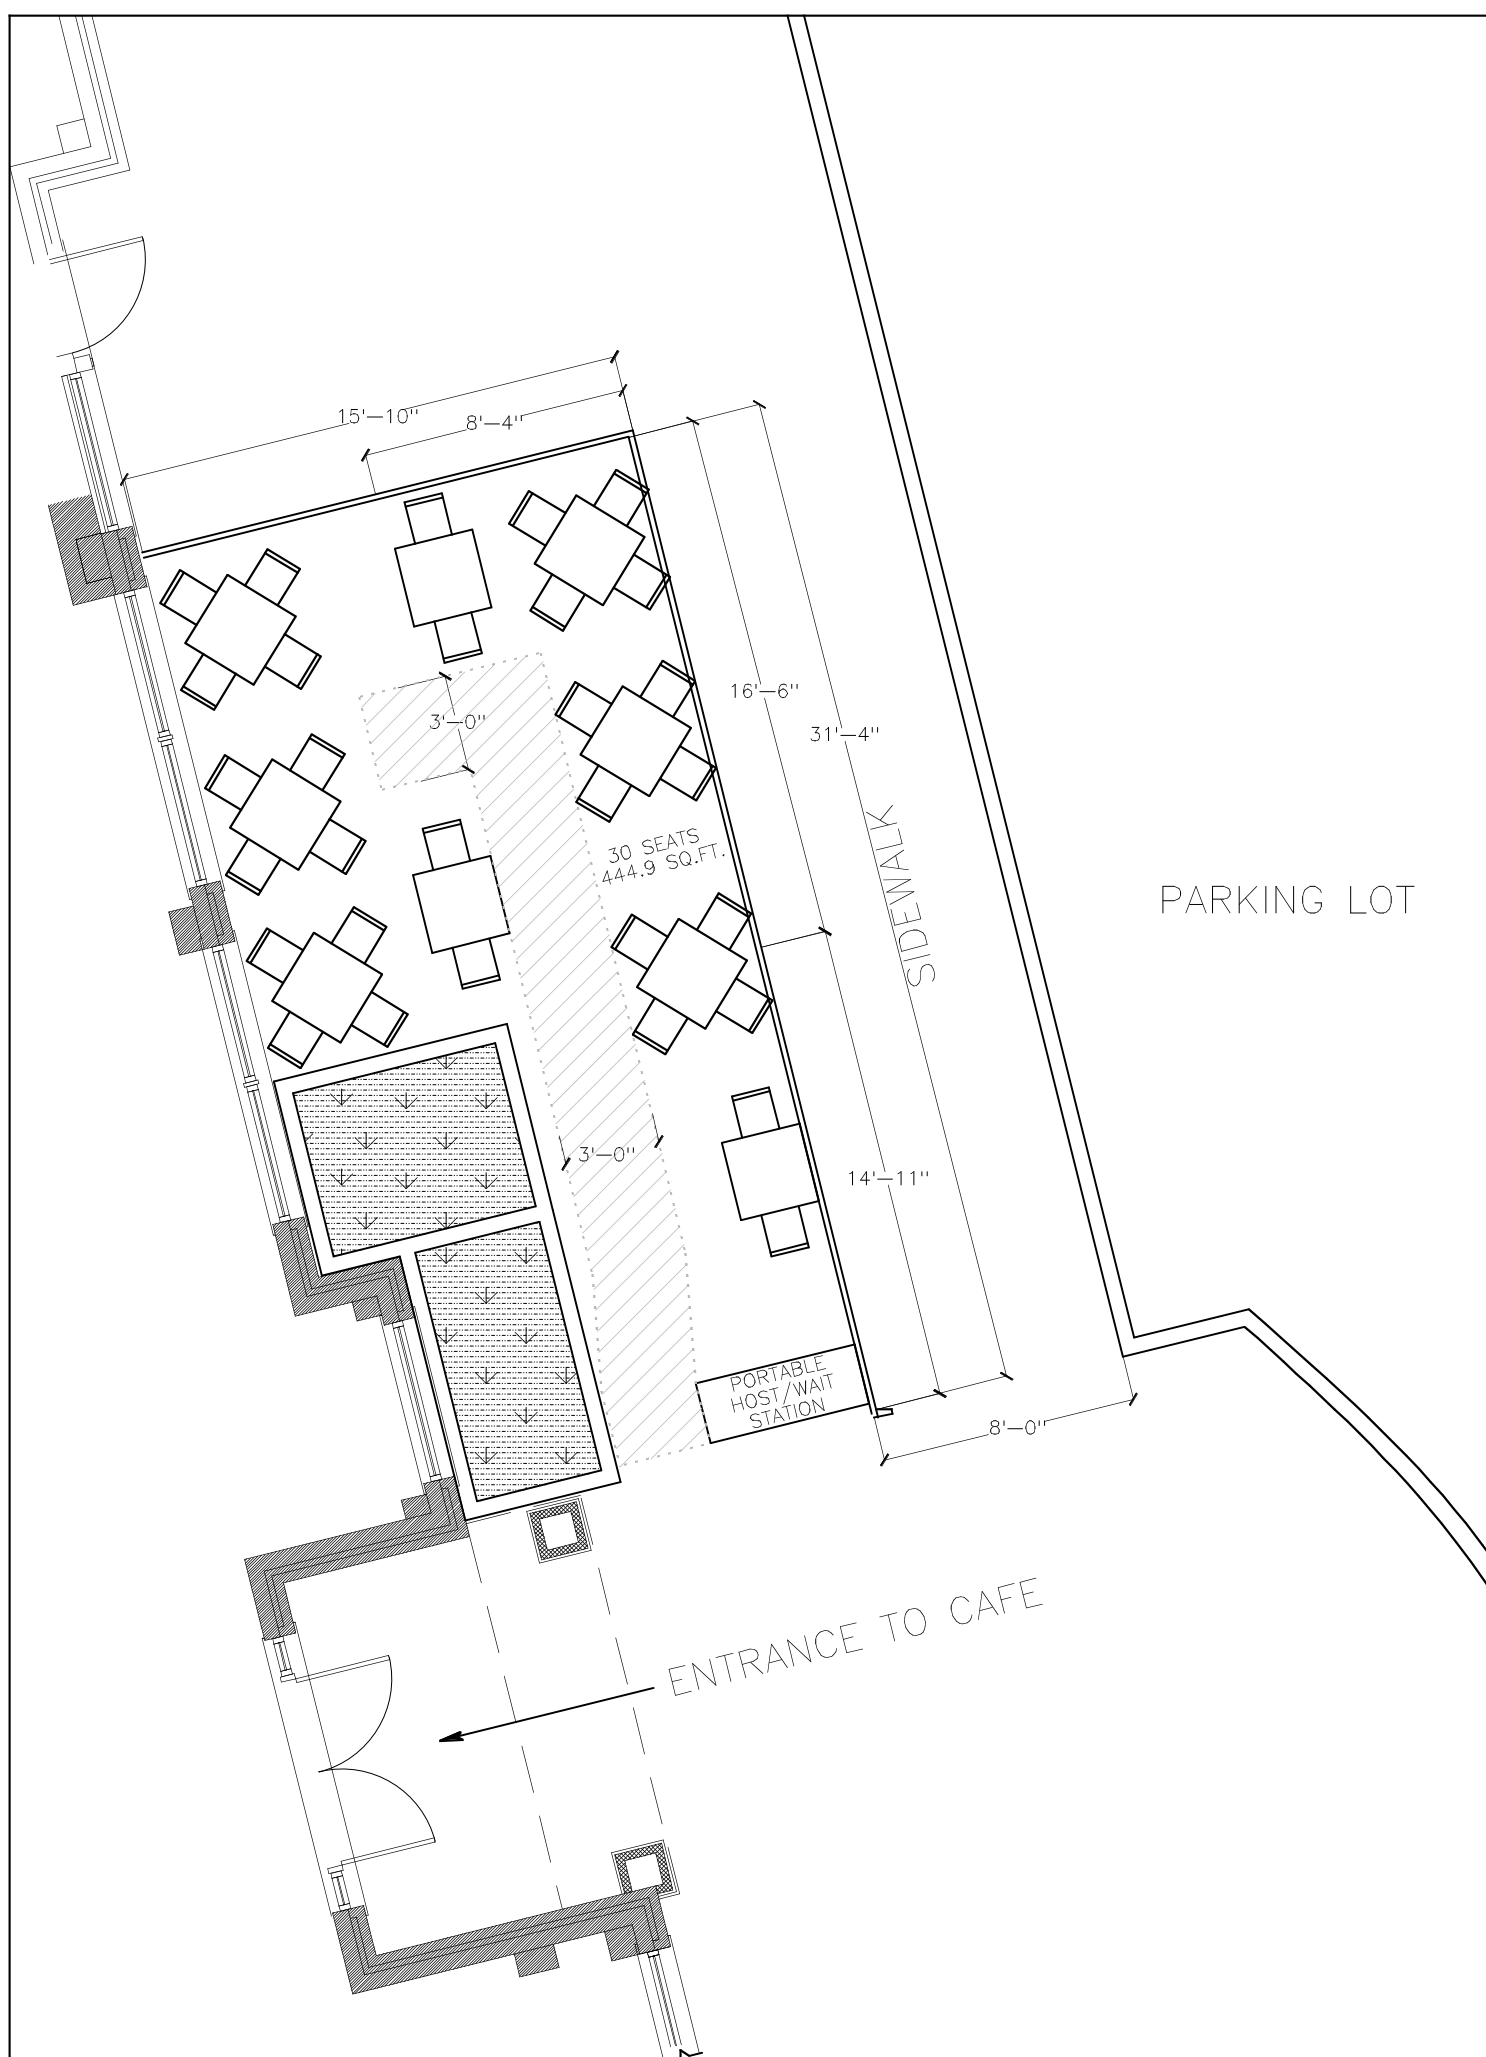 15'-10"
8'-4"
16'-6"
3'-0"
31'-4"
30 SEATS
444.9 SQ.FT.
SIDEWALK
PARKING LOT
3'-0"
14'-11"
PORTABLE
HOST/WAIT
STATION
8'-0"
ENTRANCE TO CAFE